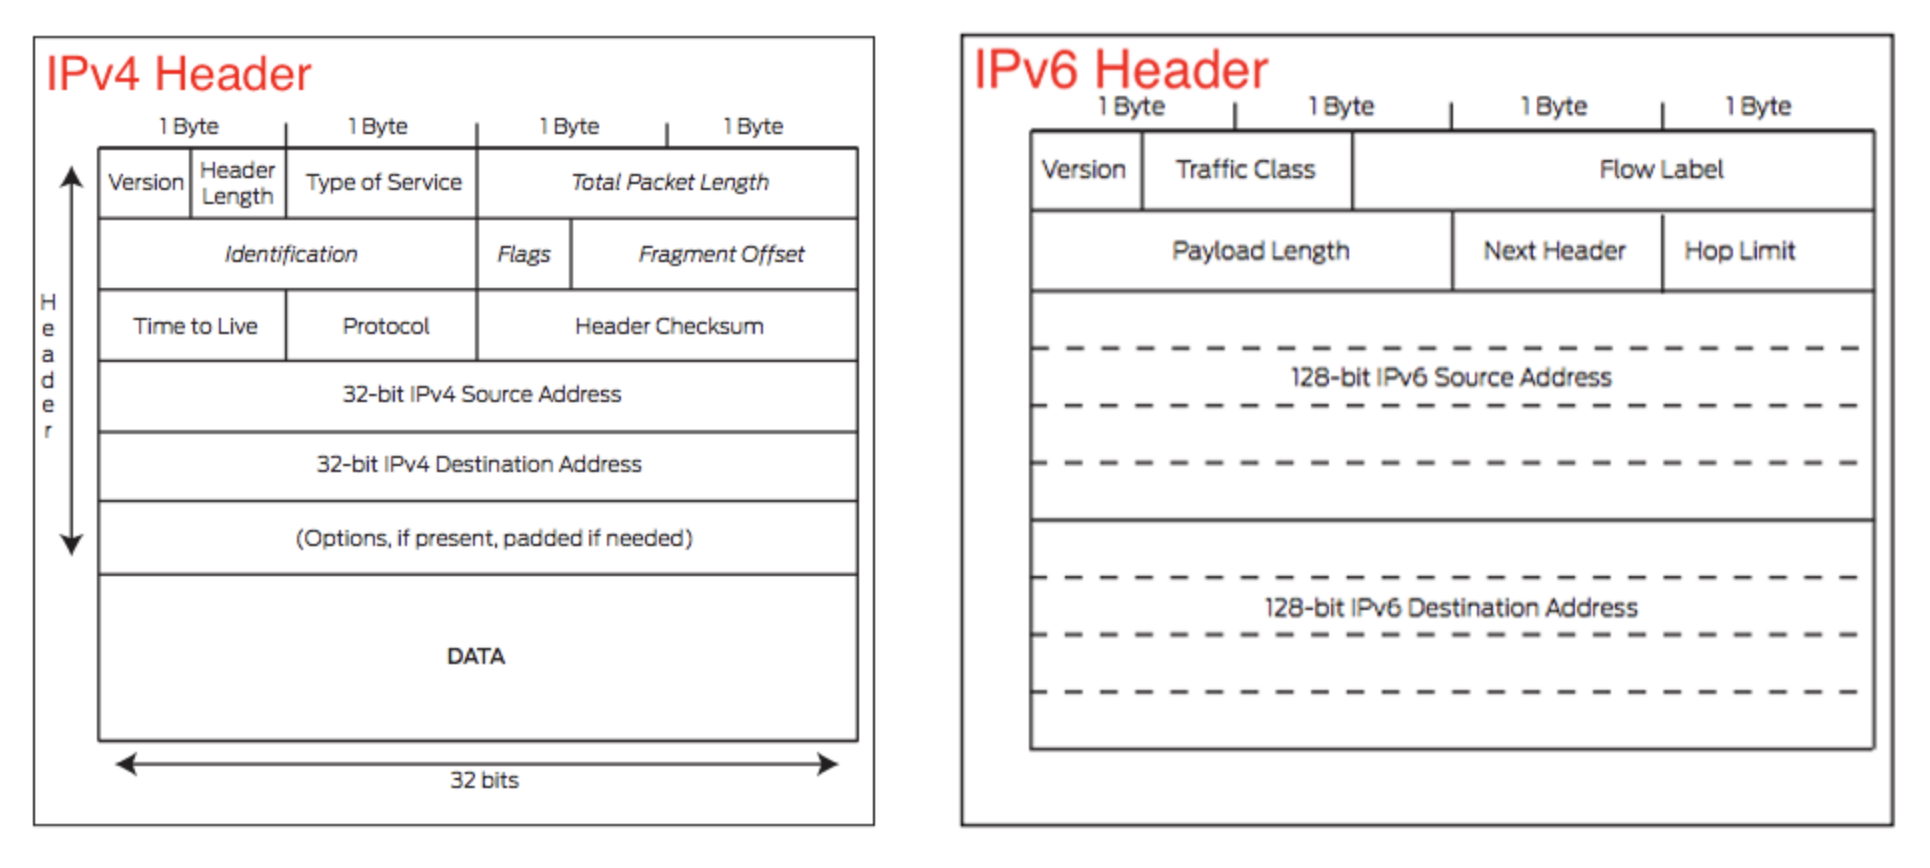 IPv4 Header
1 Byte 1 Byte 1 Byte 1 Byte
Version Header Length Type of Service Total Packet Length
Identification Flags Fragment Offset
Time to Live Protocol Header Checksum
32-bit IPv4 Source Address
32-bit IPv4 Destination Address
(Options, if present, padded if needed)
DATA
Header
32 bits
IPv6 Header
1 Byte 1 Byte 1 Byte 1 Byte
Version Traffic Class Flow Label
Payload Length Next Header Hop Limit
128-bit IPv6 Source Address
128-bit IPv6 Destination Address